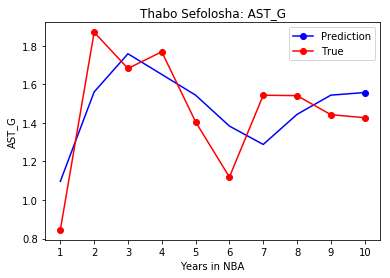 Thabo Sefolosha: AST_G
Prediction
True
AST_G
1.8
1.6
1.4
1.2
1.0
0.8
1 2 3 4 5 6 7 8 9 10
Years in NBA